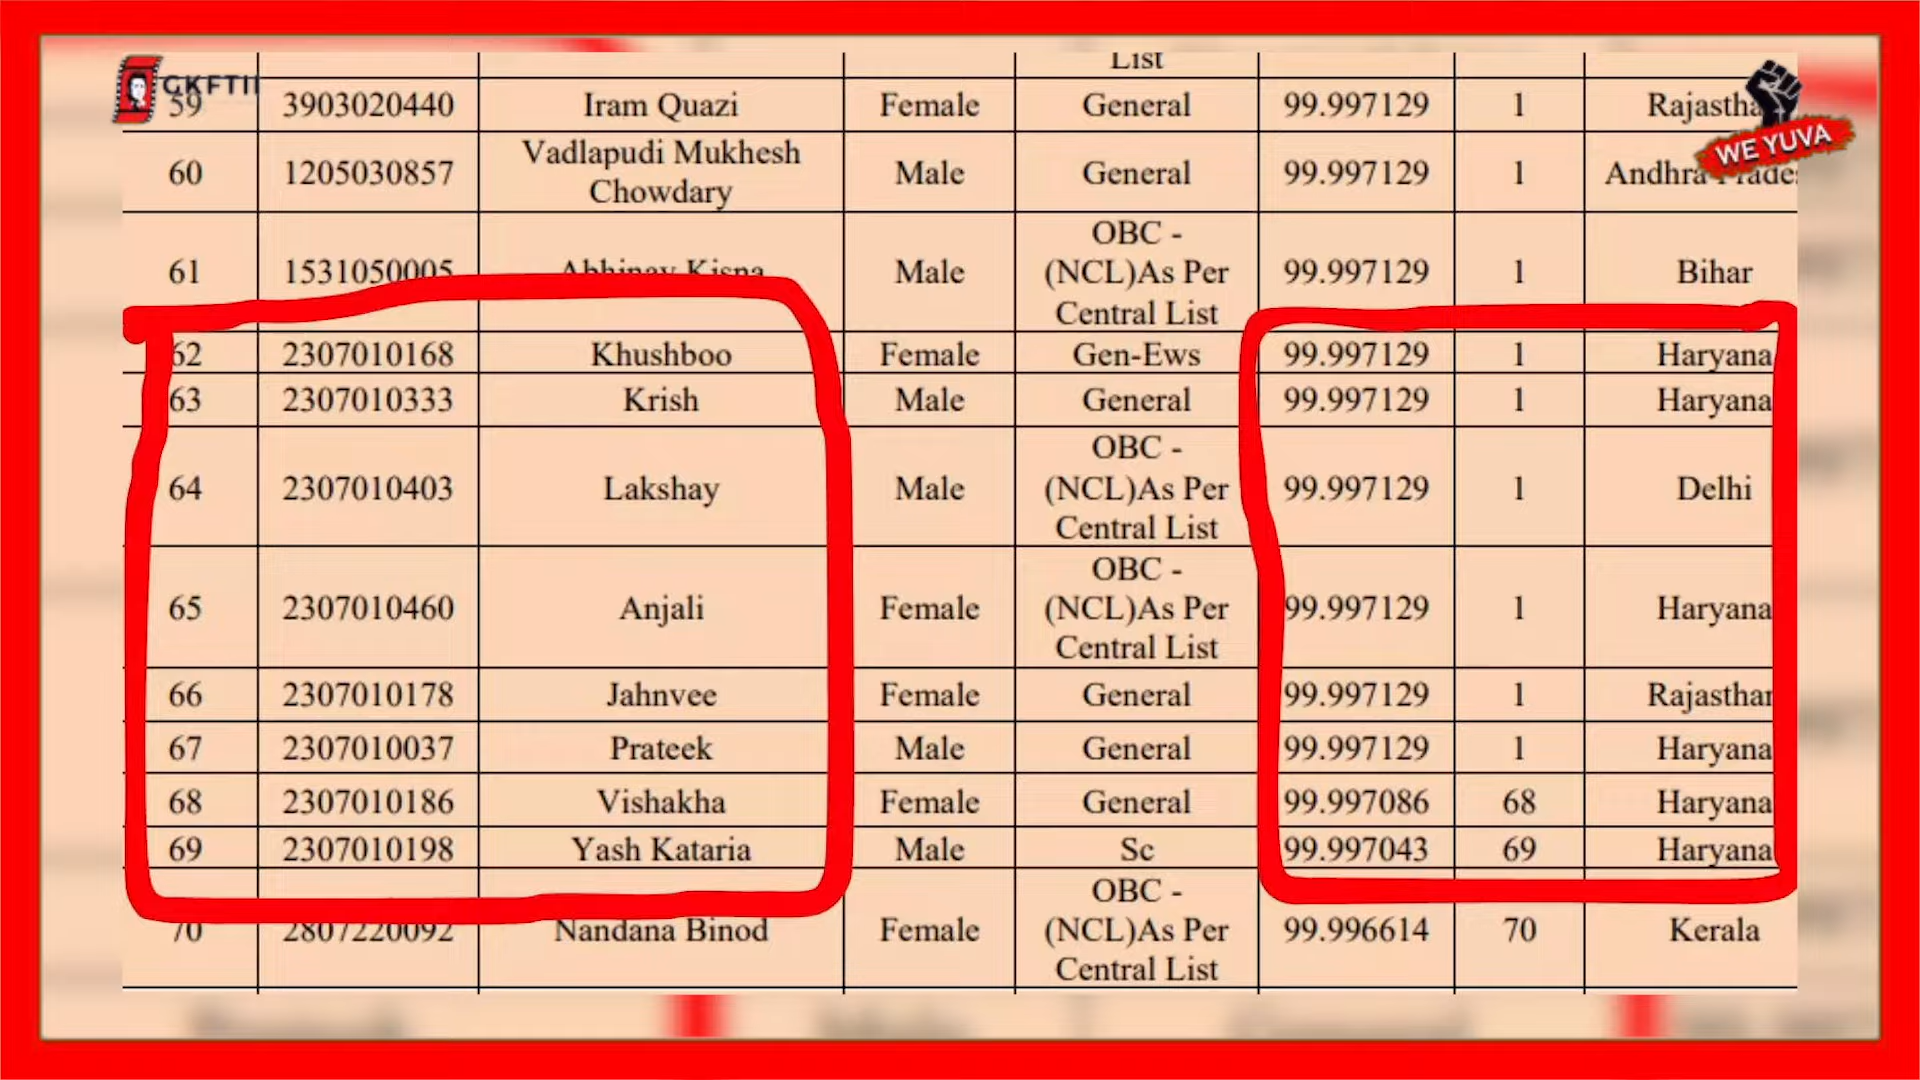 List
GKFTII
59 3903020440 Iram Quazi Female General 99.997129 1 Rajastha
WE YUVA
60 1205030857 Vadlapudi Mukhesh Chowdary Male General 99.997129 1 Andhra Prades
61 1531050005 Abhinav Kisna Male OBC - (NCL)As Per Central List 99.997129 1 Bihar
62 2307010168 Khushboo Female Gen-Ews 99.997129 1 Haryana
63 2307010333 Krish Male General 99.997129 1 Haryana
64 2307010403 Lakshay Male OBC - (NCL)As Per Central List 99.997129 1 Delhi
65 2307010460 Anjali Female OBC - (NCL)As Per Central List 99.997129 1 Haryana
66 2307010178 Jahnvee Female General 99.997129 1 Rajasthan
67 2307010037 Prateek Male General 99.997129 1 Haryana
68 2307010186 Vishakha Female General 99.997086 68 Haryana
69 2307010198 Yash Kataria Male Sc 99.997043 69 Haryana
70 2807220092 Nandana Binod Female OBC - (NCL)As Per Central List 99.996614 70 Kerala